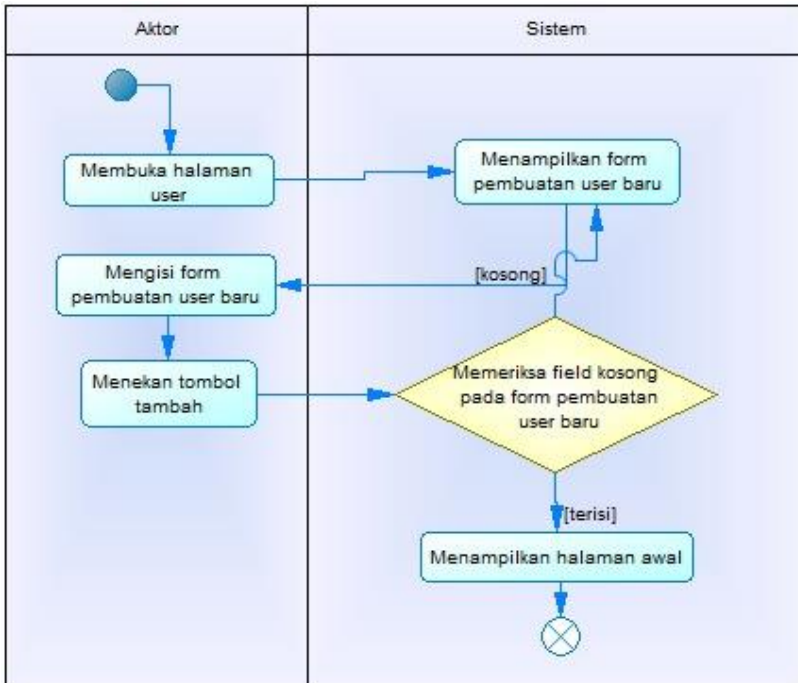 Aktor
Sistem
Membuka halaman
user
Menampilkan form
pembuatan user baru
Mengisi form
pembuatan user baru
[kosong]
Menekan tombol
tambah
Memeriksa field kosong
pada form pembuatan
user baru
[terisi]
Menampilkan halaman awal